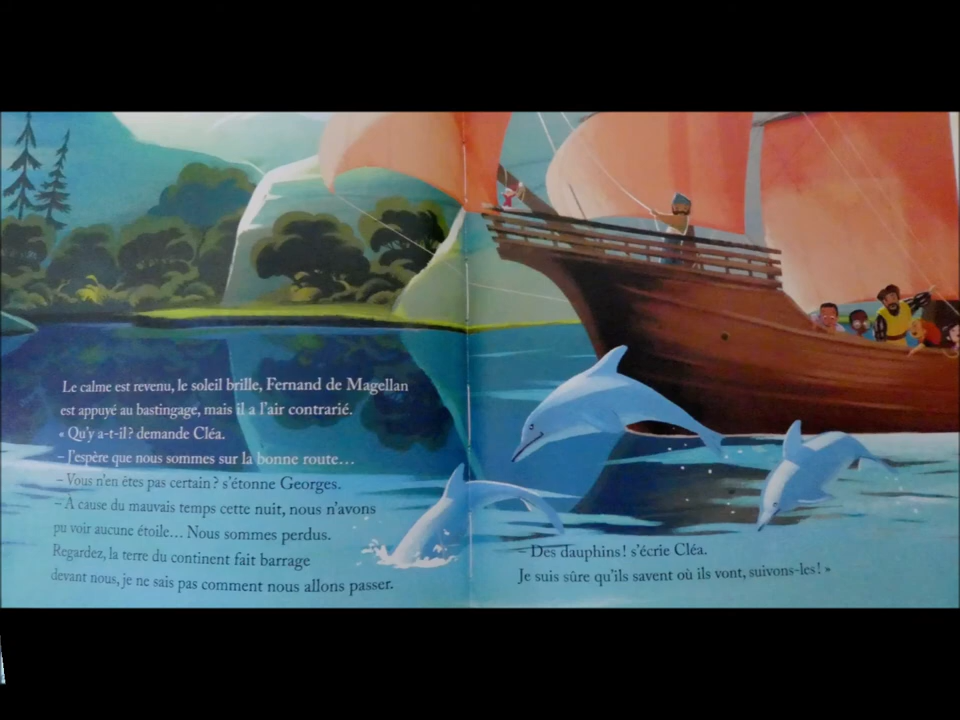 Le calme est revenu, le soleil brille, Fernand de Magellan
est appuyé au bastingage, mais il a l'air contrarié.
« Qu'y a-t-il ? demande Cléa.
– J'espère que nous sommes sur la bonne route...
– Vous n'en êtes pas certain ? s'étonne Georges.
– À cause du mauvais temps cette nuit, nous n'avons
pu voir aucune étoile... Nous sommes perdus.
Regardez, la terre du continent fait barrage
devant nous, je ne sais pas comment nous allons passer.
– Des dauphins ! s'écrie Cléa.
Je suis sûre qu'ils savent où ils vont, suivons-les ! »